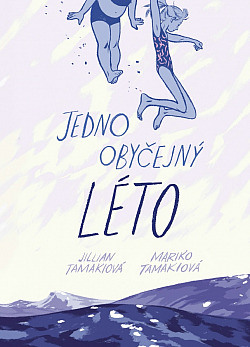 JEDNO
OBYČEJNÝ
LÉTO
JILLIAN MARIKO
TAMAKIOVÁ TAMAKIOVÁ